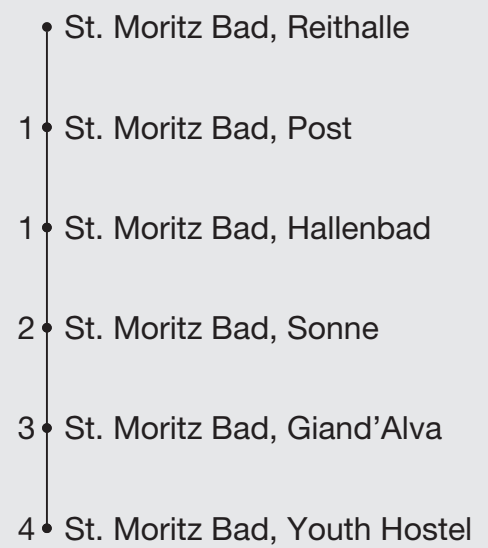 St. Moritz Bad, Reithalle
1 St. Moritz Bad, Post
1 St. Moritz Bad, Hallenbad
2 St. Moritz Bad, Sonne
3 St. Moritz Bad, Giand'Alva
4 St. Moritz Bad, Youth Hostel